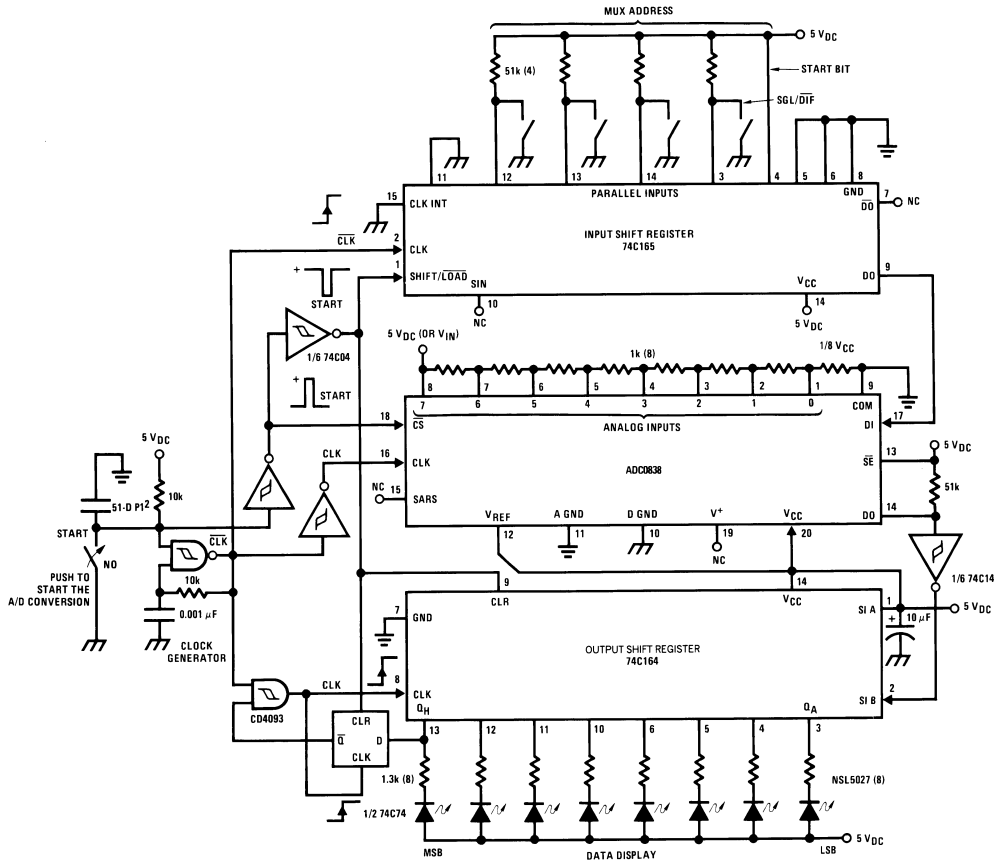 MUX ADDRESS
5 VDC
51k (4)
START BIT
SGL/DIF
11
12
13
14
3
4
5
6
8
PARALLEL INPUTS
GND
15
CLK INT
7
DO
NC
INPUT SHIFT REGISTER
74C165
CLK
2
CLK
1
SHIFT/LOAD
9
DO
SIN
VCC
10
NC
14
5 VDC
+
START
1/6 74C04
+
START
5 VDC (OR VIN)
1k (8)
1/8 VCC
8
7
6
5
4
3
2
1
9
7
6
5
4
3
2
1
0
COM
ANALOG INPUTS
18
CS
17
DI
CLK
16
CLK
ADC0838
13
SE
5 VDC
51k
NC
15
SARS
14
DO
VREF
A GND
D GND
V+
VCC
12
11
10
19
NC
20
5 VDC
10k
51-D P12
START
NO
PUSH TO
START THE
A/D CONVERSION
CLK
10k
0.001 μF
CLOCK
GENERATOR
1/6 74C14
9
CLR
14
VCC
7
GND
1
SI A
5 VDC
+
10 μF
OUTPUT SHIFT REGISTER
74C164
CLK
8
CLK
QH
QA
2
SI B
CD4093
CLR
Q
D
CLK
13
12
11
10
6
5
4
3
1.3k (8)
NSL5027 (8)
1/2 74C74
MSB
DATA DISPLAY
LSB
5 VDC